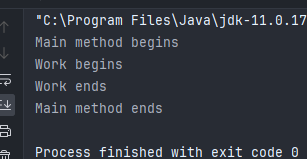 "C:\Program Files\Java\jdk-11.0.17
Main method begins
Work begins
Work ends
Main method ends
Process finished with exit code 0